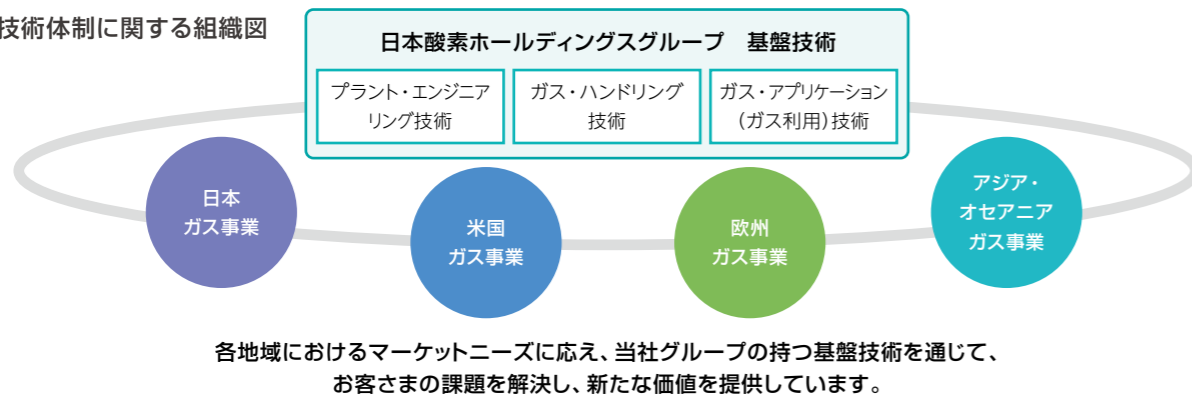 技術体制に関する組織図
日本酸素ホールディングスグループ　基盤技術
プラント・エンジニア
リング技術
ガス・ハンドリング
技術
ガス・アプリケーション
（ガス利用）技術
日本
ガス事業
米国
ガス事業
欧州
ガス事業
アジア・
オセアニア
ガス事業
各地域におけるマーケットニーズに応え、当社グループの持つ基盤技術を通じて、
お客さまの課題を解決し、新たな価値を提供しています。